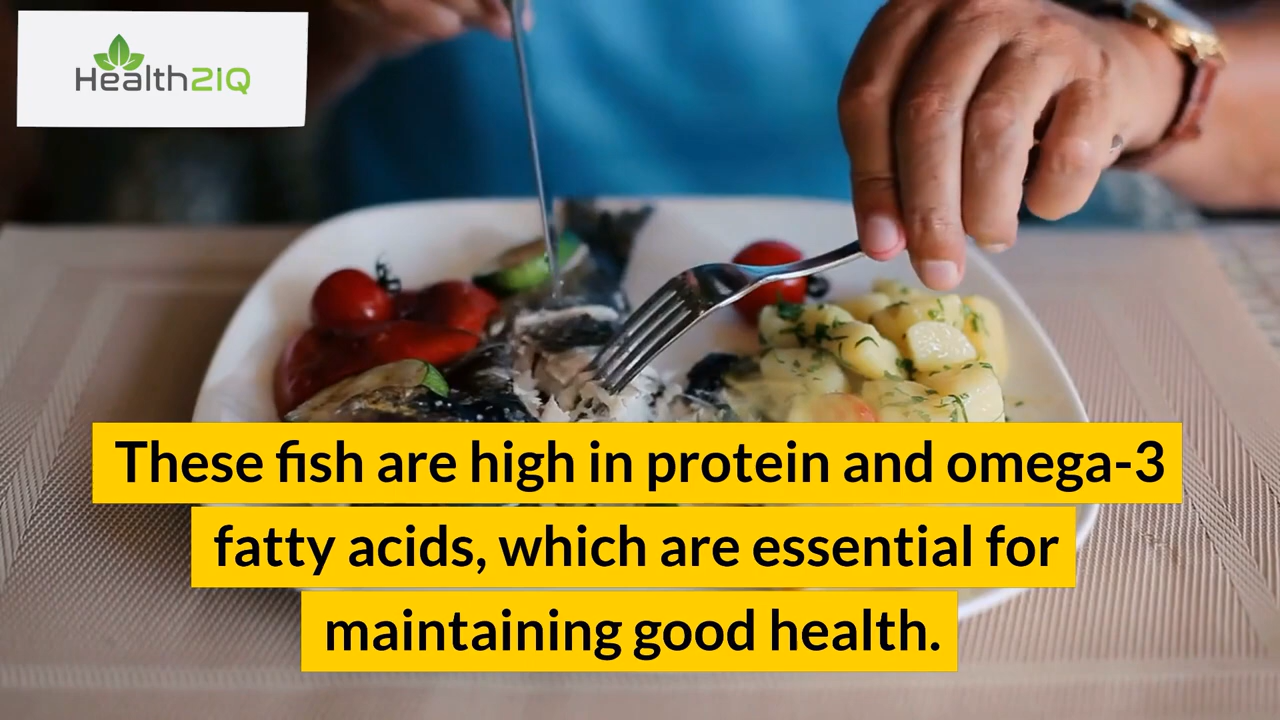 Health2IQ
These fish are high in protein and omega-3
fatty acids, which are essential for
maintaining good health.